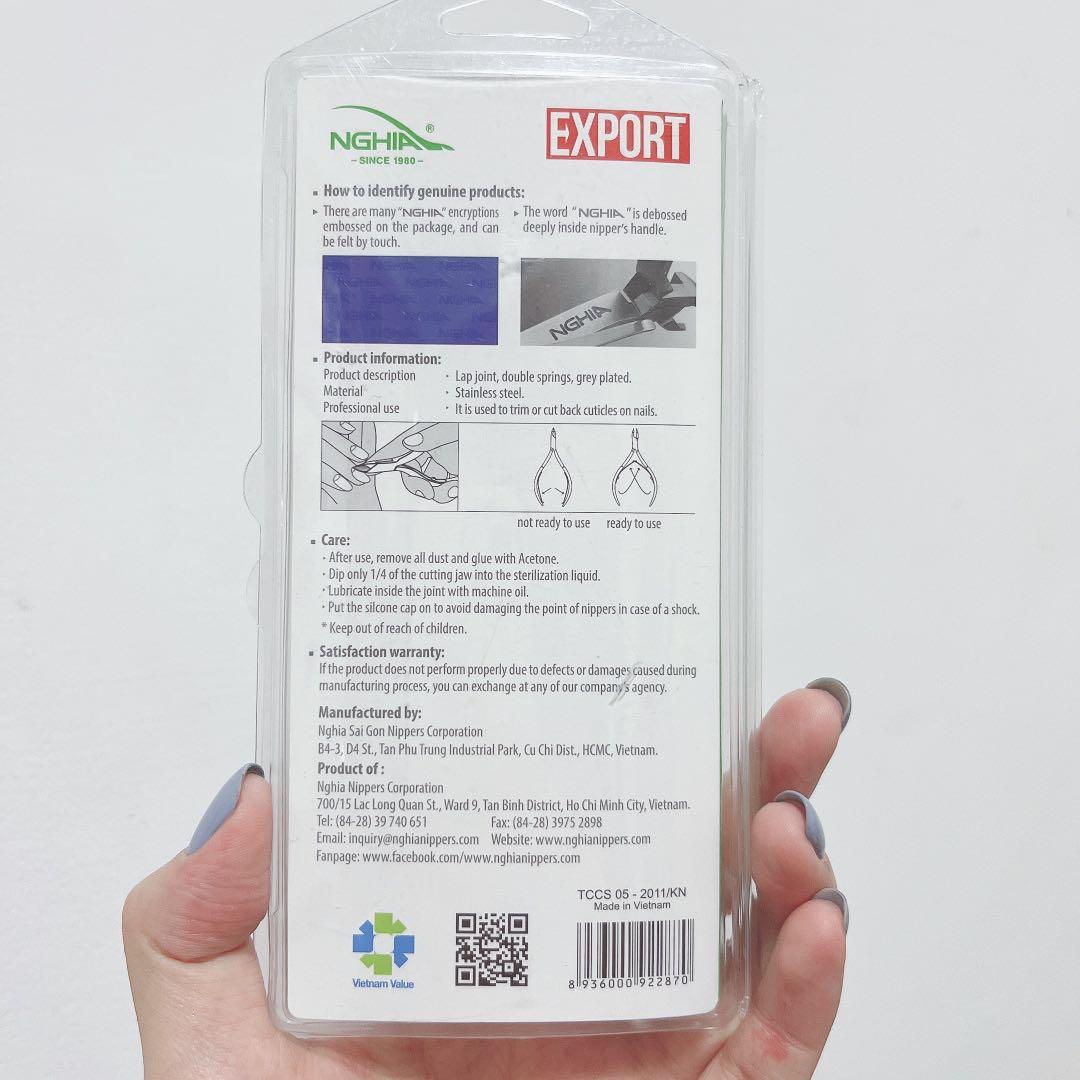 NGHIA®
EXPORT
– SINCE 1980 –
▪ How to identify genuine products:
▸ There are many "NGHIA" encryptions
embossed on the package, and can
be felt by touch.
▸ The word "NGHIA" is debossed
deeply inside nipper's handle.
NGHIA NGHIA
NGHIA NGHIA
NGHIA NGHIA
NGHIA
NGHIA NGHIA
NGHIA
▪ Product information:
Product description · Lap joint, double springs, grey plated.
Material · Stainless steel.
Professional use · It is used to trim or cut back cuticles on nails.
not ready to use ready to use
▪ Care:
· After use, remove all dust and glue with Acetone.
· Dip only 1/4 of the cutting jaw into the sterilization liquid.
· Lubricate inside the joint with machine oil.
· Put the silcone cap on to avoid damaging the point of nippers in case of a shock.
* Keep out of reach of children.
▪ Satisfaction warranty:
If the product does not perform properly due to defects or damages caused during
manufacturing process, you can exchange at any of our company's agency.
Manufactured by:
Nghia Sai Gon Nippers Corporation
B4-3, D4 St., Tan Phu Trung Industrial Park, Cu Chi Dist., HCMC, Vietnam.
Product of :
Nghia Nippers Corporation
700/15 Lac Long Quan St., Ward 9, Tan Binh District, Ho Chi Minh City, Vietnam.
Tel: (84-28) 39 740 651 Fax: (84-28) 3975 2898
Email: inquiry@nghianippers.com Website: www.nghianippers.com
Fanpage: www.facebook.com/www.nghianippers.com
TCCS 05 - 2011/KN
Made in Vietnam
Vietnam Value
8 936000 922870